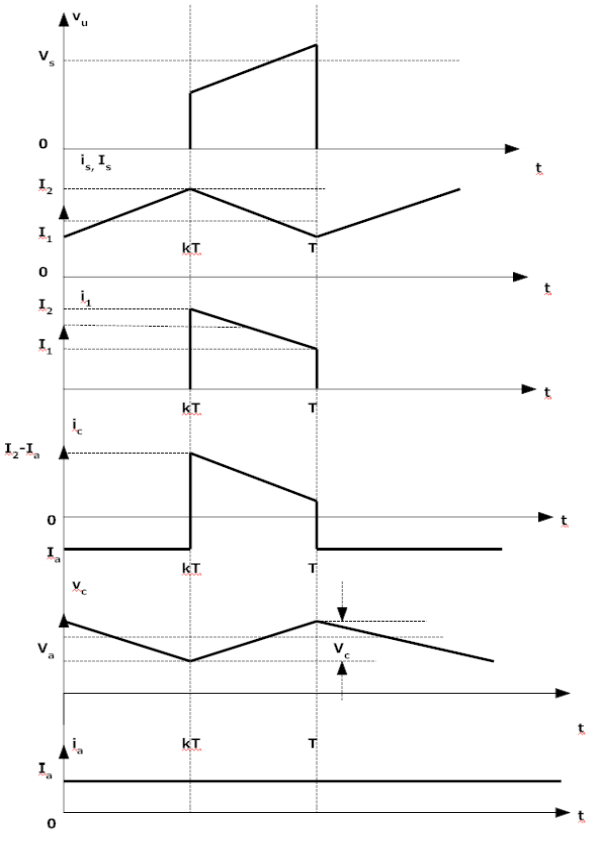 v_u
V_s
0
t
i_s, I_s
I_2
I_1
kT T
0
t
i_1
I_2
I_1
t
kT T
i_c
I_2-I_a
0
t
I_a
kT T
v_c
V_a
V_c
t
i_a
kT T
I_a
0
t